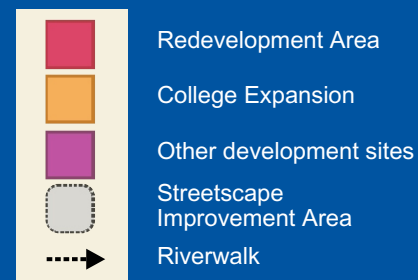 Redevelopment Area
College Expansion
Other development sites
Streetscape
Improvement Area
Riverwalk